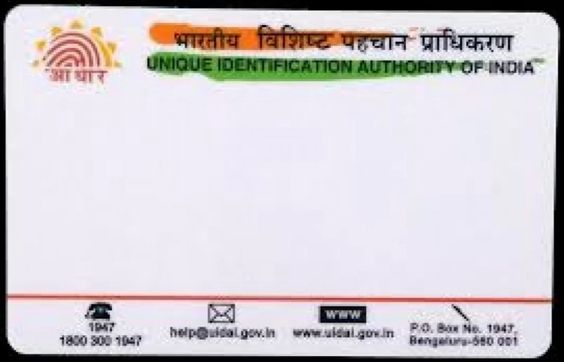 भारतीय विशिष्ट पहचान प्राधिकरण
UNIQUE IDENTIFICATION AUTHORITY OF INDIA
आधार
1947
1800 300 1947
help@uidai.gov.in
www
www.uidai.gov.in
P.O. Box No. 1947,
Bengaluru-560 001